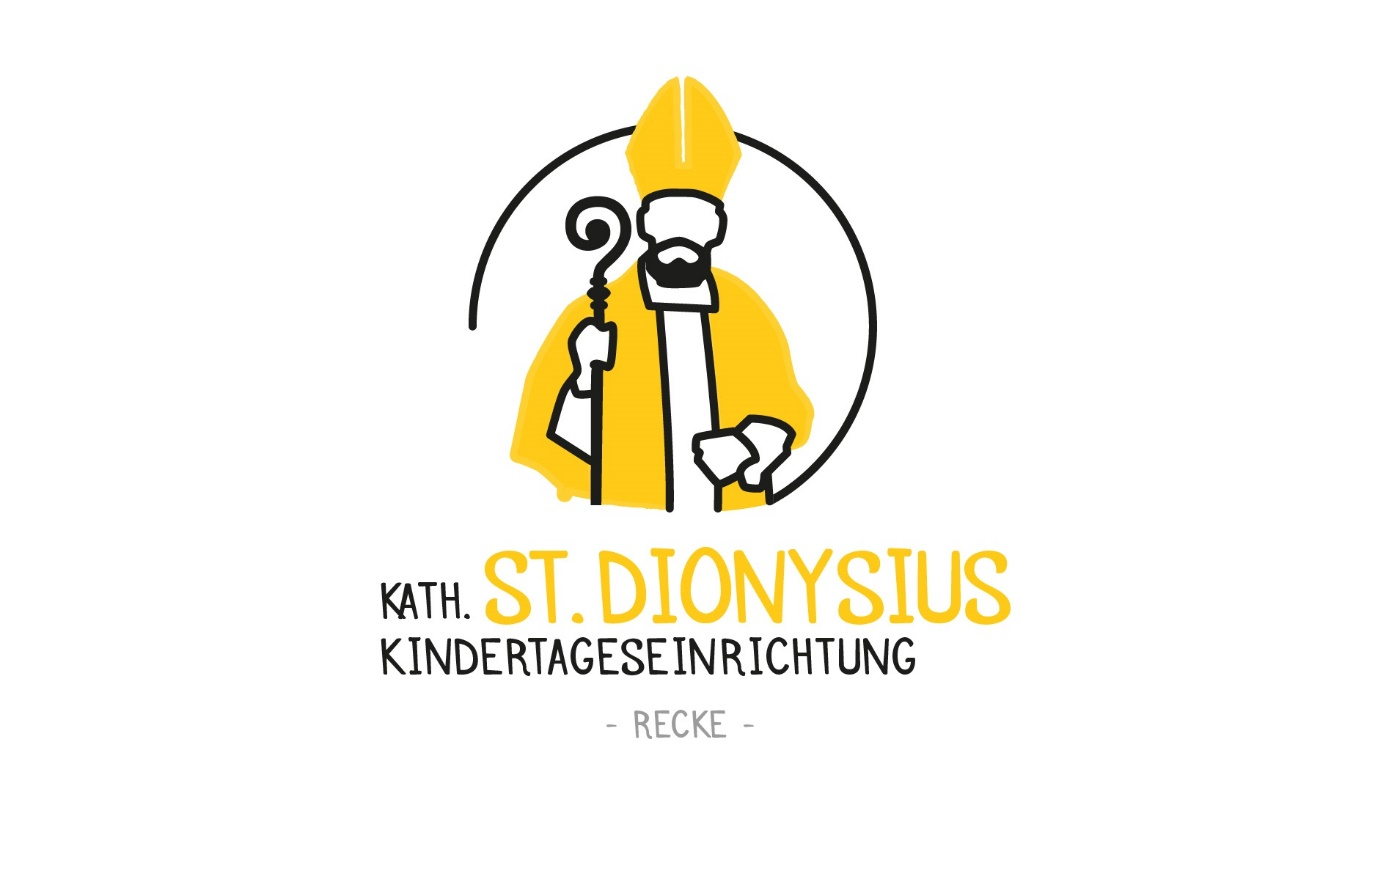 KATH. ST. DIONYSIUS
KINDERTAGESEINRICHTUNG
- RECKE -